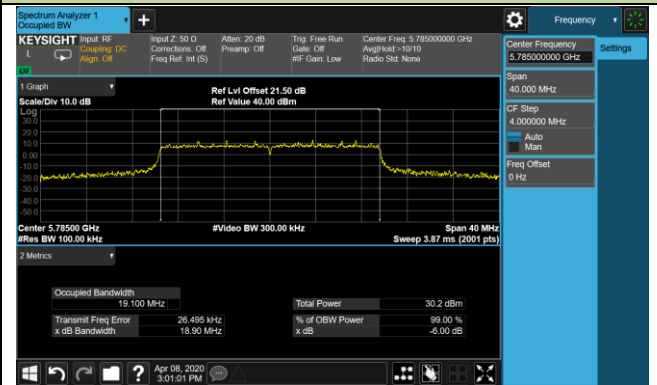 Spectrum Analyzer 1
Occupied BW
Frequency
KEYSIGHT
L
Input: RF
Coupling: DC
Align: Off
Input Z: 50 Ω
Corrections: Off
Freq Ref: Int (S)
Atten: 20 dB
Preamp: Off
Trig: Free Run
Gate: Off
#IF Gain: Low
Center Freq: 5.785000000 GHz
Avg|Hold:>10/10
Radio Std: None
Center Frequency
5.785000000 GHz
Settings
Span
40.000 MHz
CF Step
4.000000 MHz
Auto
Man
Freq Offset
0 Hz
1 Graph
Scale/Div 10.0 dB
Ref Lvl Offset 21.50 dB
Ref Value 40.00 dBm
Log
30.0
20.0
10.0
0.00
-10.0
-20.0
-30.0
-40.0
-50.0
Center 5.78500 GHz
#Res BW 100.00 kHz
#Video BW 300.00 kHz
Span 40 MHz
Sweep 3.87 ms (2001 pts)
2 Metrics
Occupied Bandwidth
19.100 MHz
Total Power 30.2 dBm
Transmit Freq Error 26.495 kHz
% of OBW Power 99.00 %
x dB Bandwidth 18.90 MHz
x dB -6.00 dB
Apr 08, 2020
3:01:01 PM